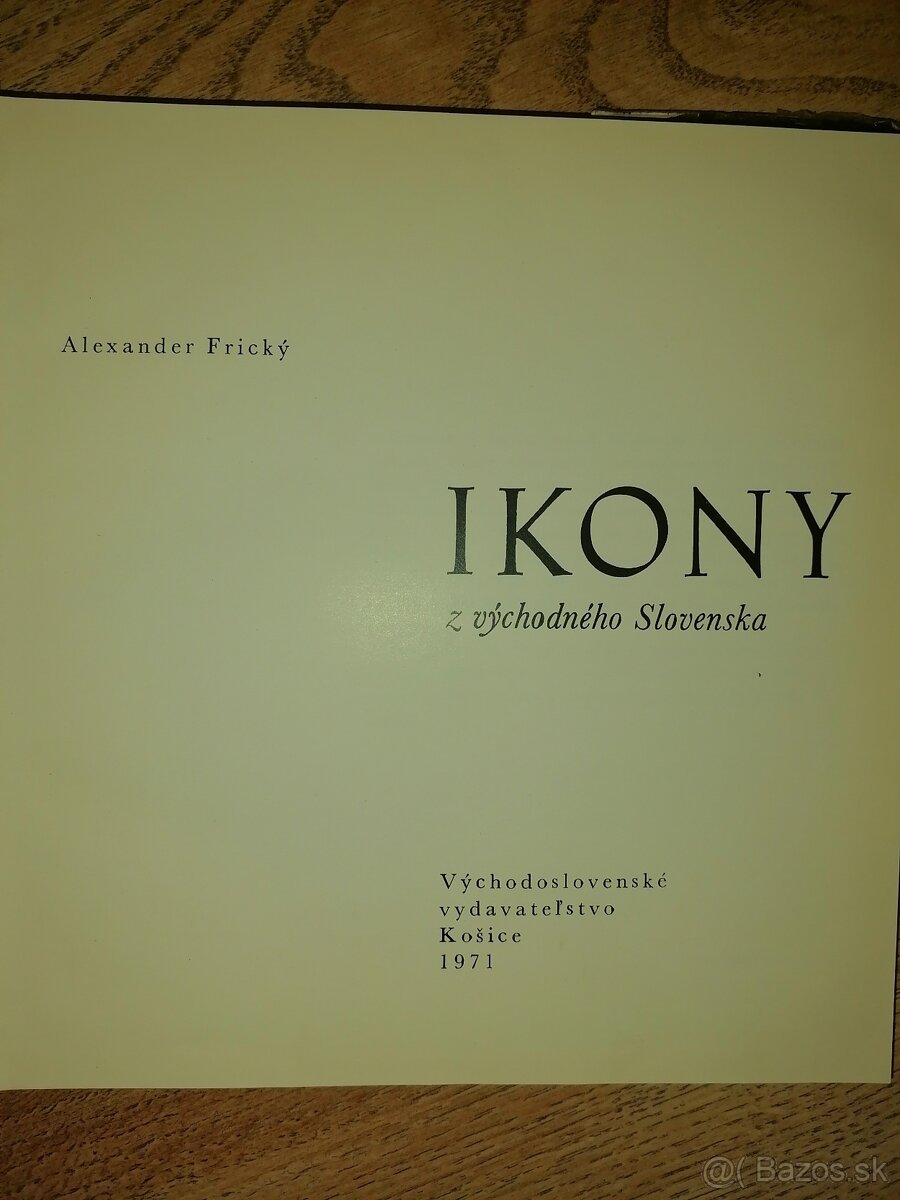 Alexander Frický
IKONY
z východného Slovenska
Východoslovenské
vydavateľstvo
Košice
1971
@( Bazos.sk